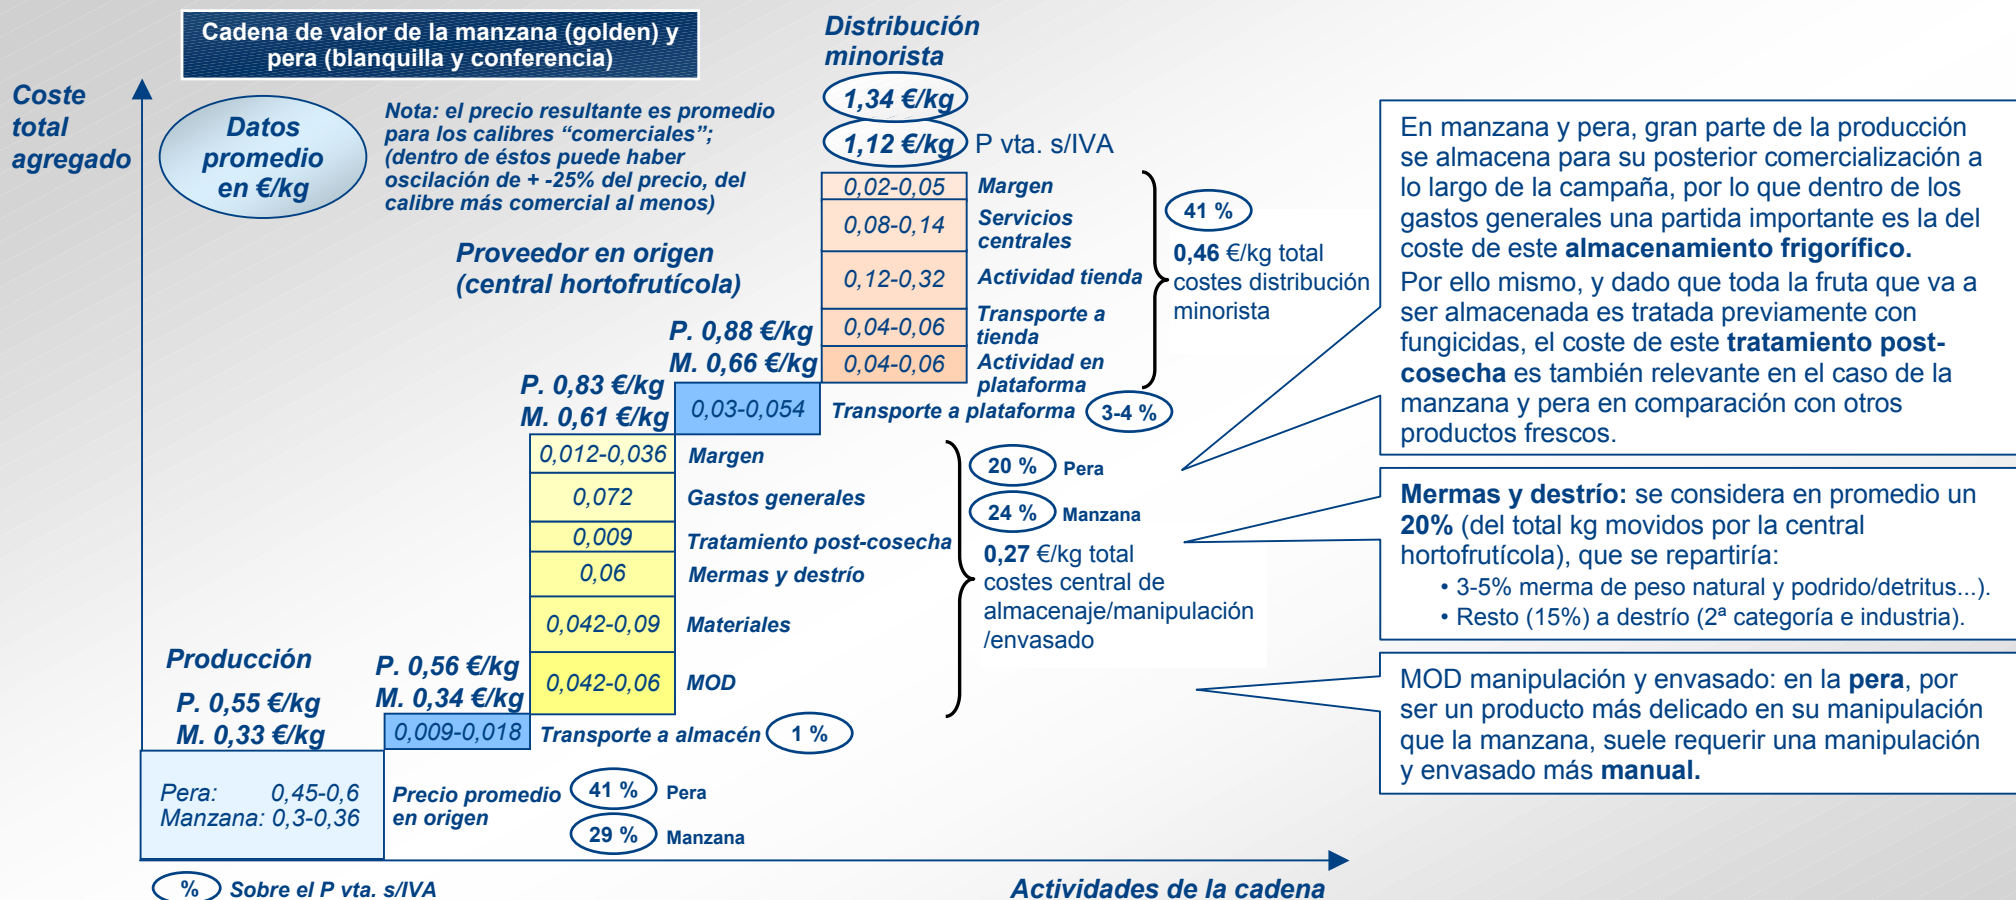 Cadena de valor de la manzana (golden) y
pera (blanquilla y conferencia)
Coste
total
agregado
Datos
promedio
en €/kg
Nota: el precio resultante es promedio
para los calibres “comerciales”;
(dentro de éstos puede haber
oscilación de + -25% del precio, del
calibre más comercial al menos)
Distribución
minorista
1,34 €/kg
1,12 €/kg P vta. s/IVA
0,02-0,05 Margen
0,08-0,14 Servicios
centrales
0,12-0,32 Actividad tienda
0,04-0,06 Transporte a
tienda
0,04-0,06 Actividad en
plataforma
41 %
0,46 €/kg total
costes distribución
minorista
Proveedor en origen
(central hortofrutícola)
P. 0,88 €/kg
M. 0,66 €/kg
0,03-0,054 Transporte a plataforma 3-4 %
P. 0,83 €/kg
M. 0,61 €/kg
0,012-0,036 Margen
0,072 Gastos generales
0,009 Tratamiento post-cosecha
0,06 Mermas y destrío
0,042-0,09 Materiales
0,042-0,06 MOD
20 % Pera
24 % Manzana
0,27 €/kg total
costes central de
almacenaje/manipulación
/envasado
P. 0,56 €/kg
M. 0,34 €/kg
0,009-0,018 Transporte a almacén 1 %
Producción
P. 0,55 €/kg
M. 0,33 €/kg
Pera: 0,45-0,6
Manzana: 0,3-0,36
Precio promedio
en origen
41 % Pera
29 % Manzana
% Sobre el P vta. s/IVA
Actividades de la cadena
En manzana y pera, gran parte de la producción
se almacena para su posterior comercialización a
lo largo de la campaña, por lo que dentro de los
gastos generales una partida importante es la del
coste de este almacenamiento frigorífico.
Por ello mismo, y dado que toda la fruta que va a
ser almacenada es tratada previamente con
fungicidas, el coste de este tratamiento post-
cosecha es también relevante en el caso de la
manzana y pera en comparación con otros
productos frescos.
Mermas y destrío: se considera en promedio un
20% (del total kg movidos por la central
hortofrutícola), que se repartiría:
• 3-5% merma de peso natural y podrido/detritus...).
• Resto (15%) a destrío (2ª categoría e industria).
MOD manipulación y envasado: en la pera, por
ser un producto más delicado en su manipulación
que la manzana, suele requerir una manipulación
y envasado más manual.